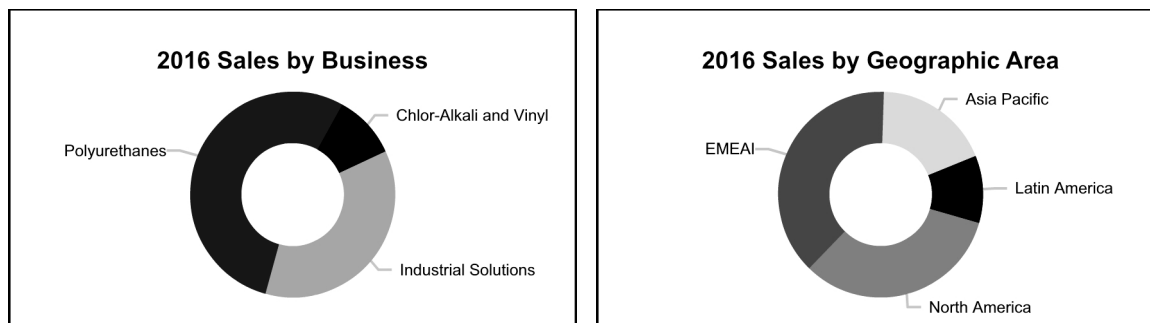 2016 Sales by Business
Chlor-Alkali and Vinyl
Polyurethanes
Industrial Solutions
2016 Sales by Geographic Area
Asia Pacific
EMEAI
Latin America
North America